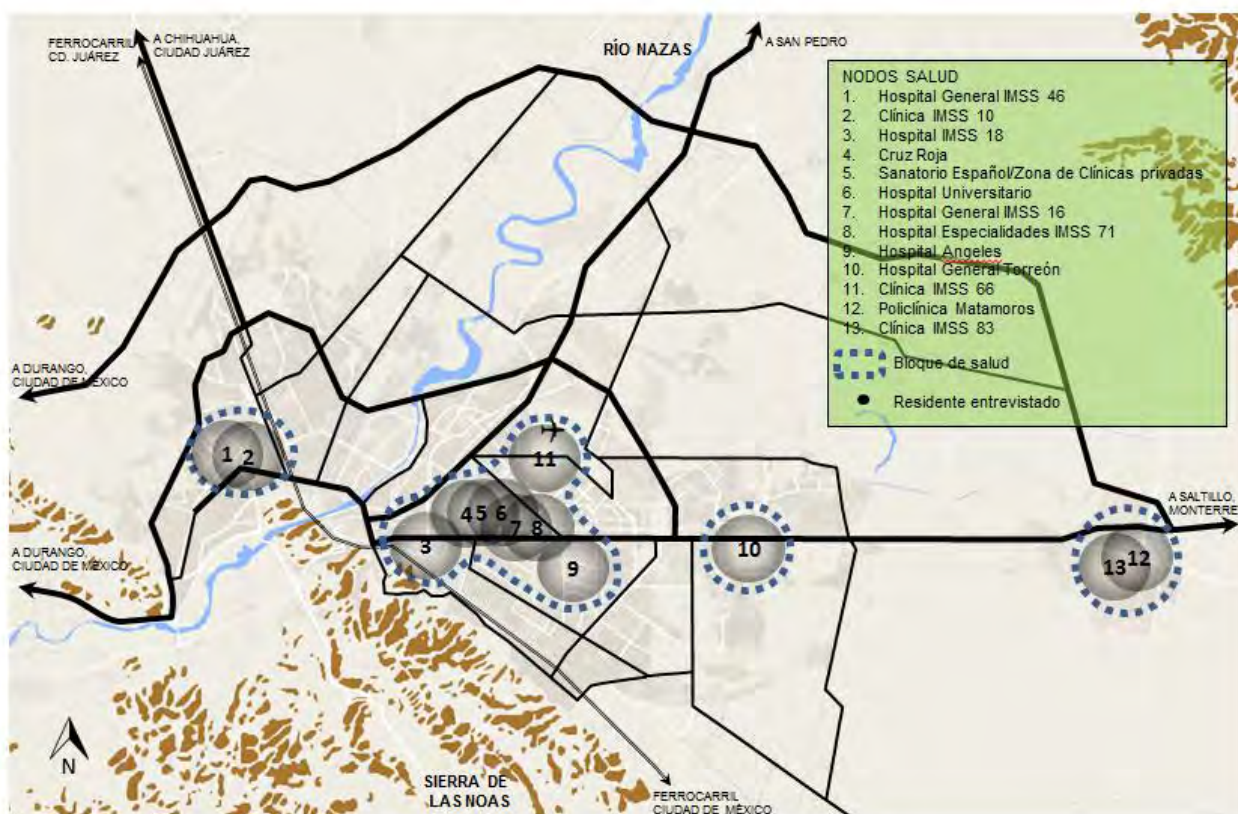 FERROCARRIL
CD. JUÁREZ
A CHIHUAHUA,
CIUDAD JUÁREZ
RÍO NAZAS
A SAN PEDRO
NODOS SALUD
1. Hospital General IMSS 46
2. Clínica IMSS 10
3. Hospital IMSS 18
4. Cruz Roja
5. Sanatorio Español/Zona de Clínicas privadas
6. Hospital Universitario
7. Hospital General IMSS 16
8. Hospital Especialidades IMSS 71
9. Hospital Angeles
10. Hospital General Torreón
11. Clínica IMSS 66
12. Policlínica Matamoros
13. Clínica IMSS 83
Bloque de salud
Residente entrevistado
A DURANGO,
CIUDAD DE MÉXICO
1
2
11
4
5
6
7
8
3
9
10
13
12
A SALTILLO,
MONTERRE
A DURANGO,
CIUDAD DE MÉXICO
N
SIERRA DE
LAS NOAS
FERROCARRIL
CIUDAD DE MÉXICO